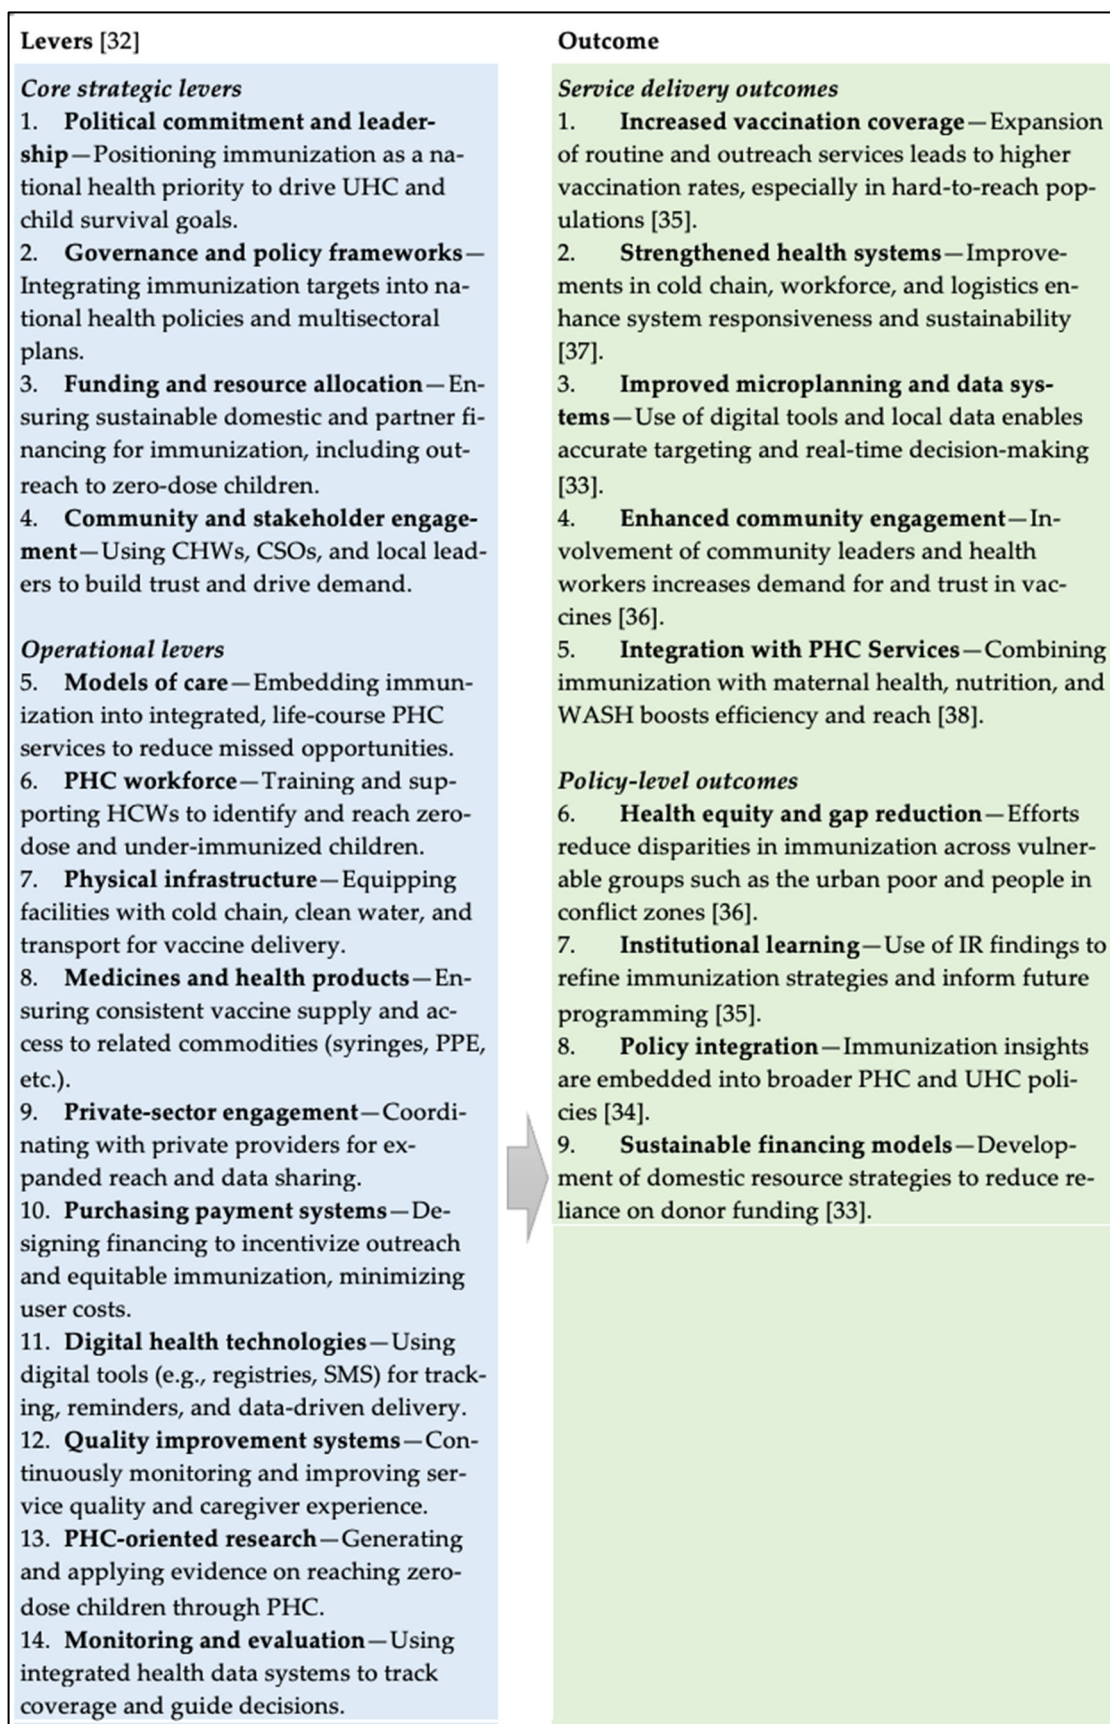 Levers [32]
Core strategic levers
1. Political commitment and leader-
ship—Positioning immunization as a na-
tional health priority to drive UHC and
child survival goals.
2. Governance and policy frameworks—
Integrating immunization targets into na-
tional health policies and multisectoral
plans.
3. Funding and resource allocation—En-
suring sustainable domestic and partner fi-
nancing for immunization, including out-
reach to zero-dose children.
4. Community and stakeholder engage-
ment—Using CHWs, CSOs, and local lead-
ers to build trust and drive demand.
Operational levers
5. Models of care—Embedding immun-
ization into integrated, life-course PHC
services to reduce missed opportunities.
6. PHC workforce—Training and sup-
porting HCWs to identify and reach zero-
dose and under-immunized children.
7. Physical infrastructure—Equipping
facilities with cold chain, clean water, and
transport for vaccine delivery.
8. Medicines and health products—En-
suring consistent vaccine supply and ac-
cess to related commodities (syringes, PPE,
etc.).
9. Private-sector engagement—Coordi-
nating with private providers for ex-
panded reach and data sharing.
10. Purchasing payment systems—De-
signing financing to incentivize outreach
and equitable immunization, minimizing
user costs.
11. Digital health technologies—Using
digital tools (e.g., registries, SMS) for track-
ing, reminders, and data-driven delivery.
12. Quality improvement systems—Con-
tinuously monitoring and improving ser-
vice quality and caregiver experience.
13. PHC-oriented research—Generating
and applying evidence on reaching zero-
dose children through PHC.
14. Monitoring and evaluation—Using
integrated health data systems to track
coverage and guide decisions.
Outcome
Service delivery outcomes
1. Increased vaccination coverage—Expansion
of routine and outreach services leads to higher
vaccination rates, especially in hard-to-reach pop-
ulations [35].
2. Strengthened health systems—Improve-
ments in cold chain, workforce, and logistics en-
hance system responsiveness and sustainability
[37].
3. Improved microplanning and data sys-
tems—Use of digital tools and local data enables
accurate targeting and real-time decision-making
[33].
4. Enhanced community engagement—In-
volvement of community leaders and health
workers increases demand for and trust in vac-
cines [36].
5. Integration with PHC Services—Combining
immunization with maternal health, nutrition, and
WASH boosts efficiency and reach [38].
Policy-level outcomes
6. Health equity and gap reduction—Efforts
reduce disparities in immunization across vulner-
able groups such as the urban poor and people in
conflict zones [36].
7. Institutional learning—Use of IR findings to
refine immunization strategies and inform future
programming [35].
8. Policy integration—Immunization insights
are embedded into broader PHC and UHC poli-
cies [34].
9. Sustainable financing models—Develop-
ment of domestic resource strategies to reduce re-
liance on donor funding [33].